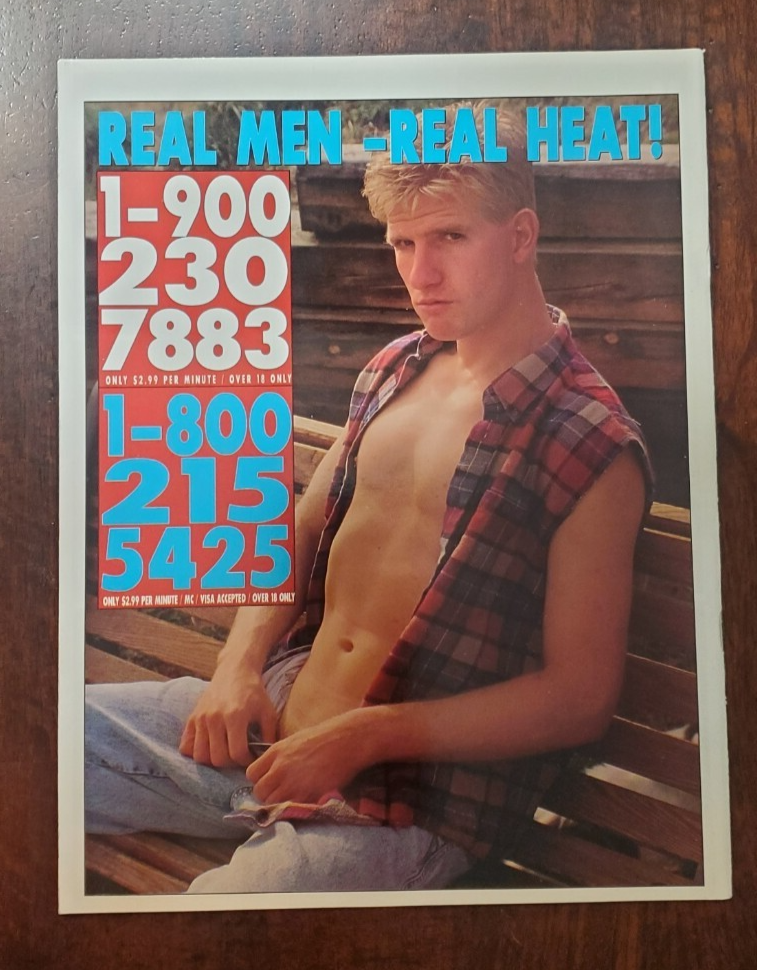 REAL MEN -REAL HEAT!
1-900
230
7883
ONLY $2.99 PER MINUTE / OVER 18 ONLY
1-800
215
5425
ONLY $2.99 PER MINUTE / MC / VISA ACCEPTED / OVER 18 ONLY